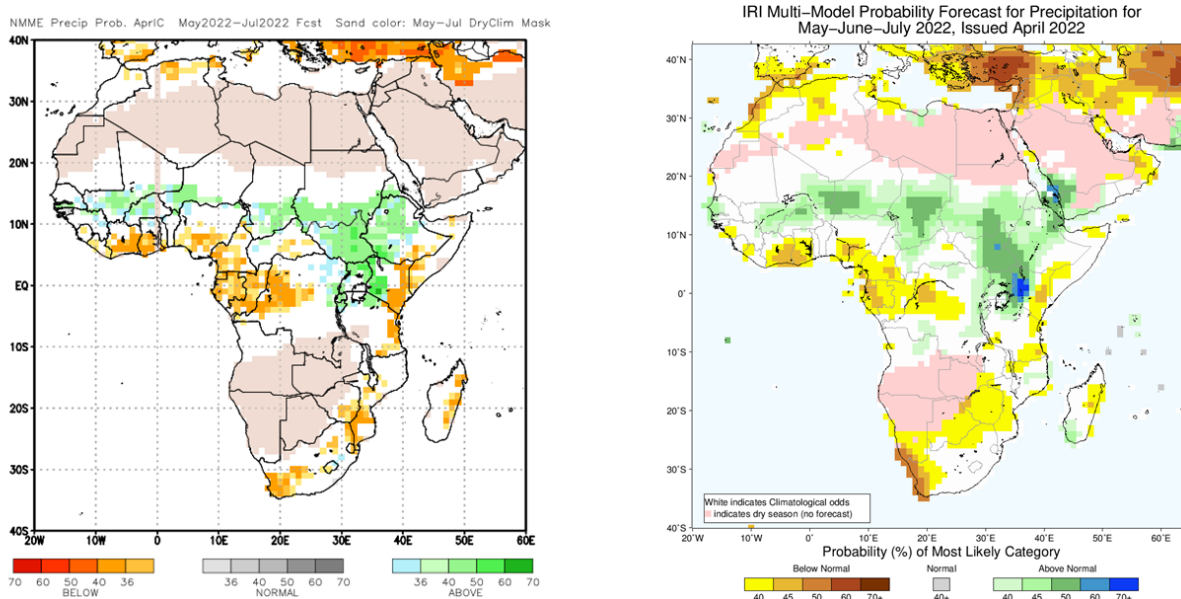 NMME Precip Prob. AprIC May2022-Jul2022 Fcst Sand color: May-Jul DryClim Mask
40N
30N
20N
10N
EQ
10S
20S
30S
40S
20W 10W 0 10E 20E 30E 40E 50E 60E
70 60 50 40 36
BELOW
36 40 50 60 70
NORMAL
36 40 50 60 70
ABOVE
IRI Multi-Model Probability Forecast for Precipitation for
May-June-July 2022, Issued April 2022
40˚N
30˚N
20˚N
10˚N
0˚
10˚S
20˚S
30˚S
40˚S
White indicates Climatological odds
indicates dry season (no forecast)
20˚W 10˚W 0˚ 10˚E 20˚E 30˚E 40˚E 50˚E 60˚E
Probability (%) of Most Likely Category
Below Normal
40 45 50 60 70+
Normal
40+
Above Normal
40 45 50 60 70+